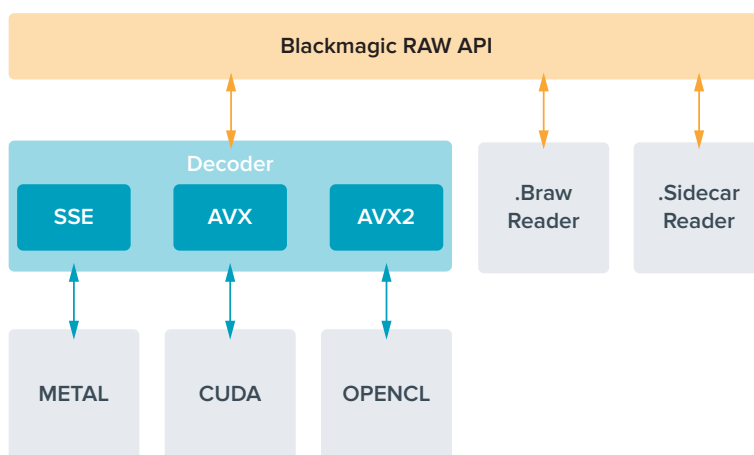 Blackmagic RAW API
Decoder
SSE
AVX
AVX2
.Braw
Reader
.Sidecar
Reader
METAL
CUDA
OPENCL